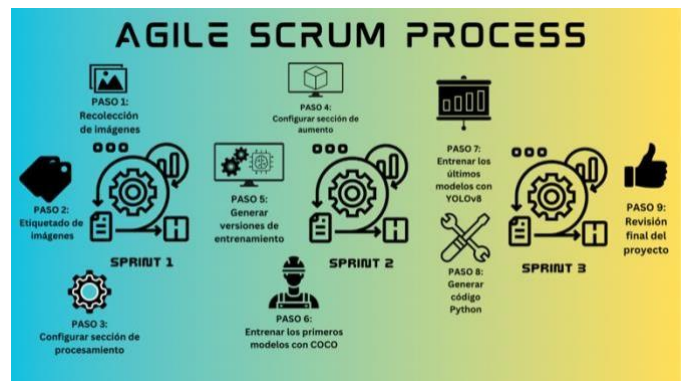 AGILE SCRUM PROCESS
PASO 1:
Recolección
de imágenes
PASO 2:
Etiquetado de
imágenes
SPRINT 1
PASO 3:
Configurar sección de
procesamiento
PASO 4:
Configurar sección de
aumento
PASO 5:
Generar
versiones de
entrenamiento
SPRINT 2
PASO 6:
Entrenar los primeros
modelos con COCO
PASO 7:
Entrenar los
últimos
modelos con
YOLOv8
PASO 8:
Generar
código
Python
SPRINT 3
PASO 9:
Revisión
final del
proyecto